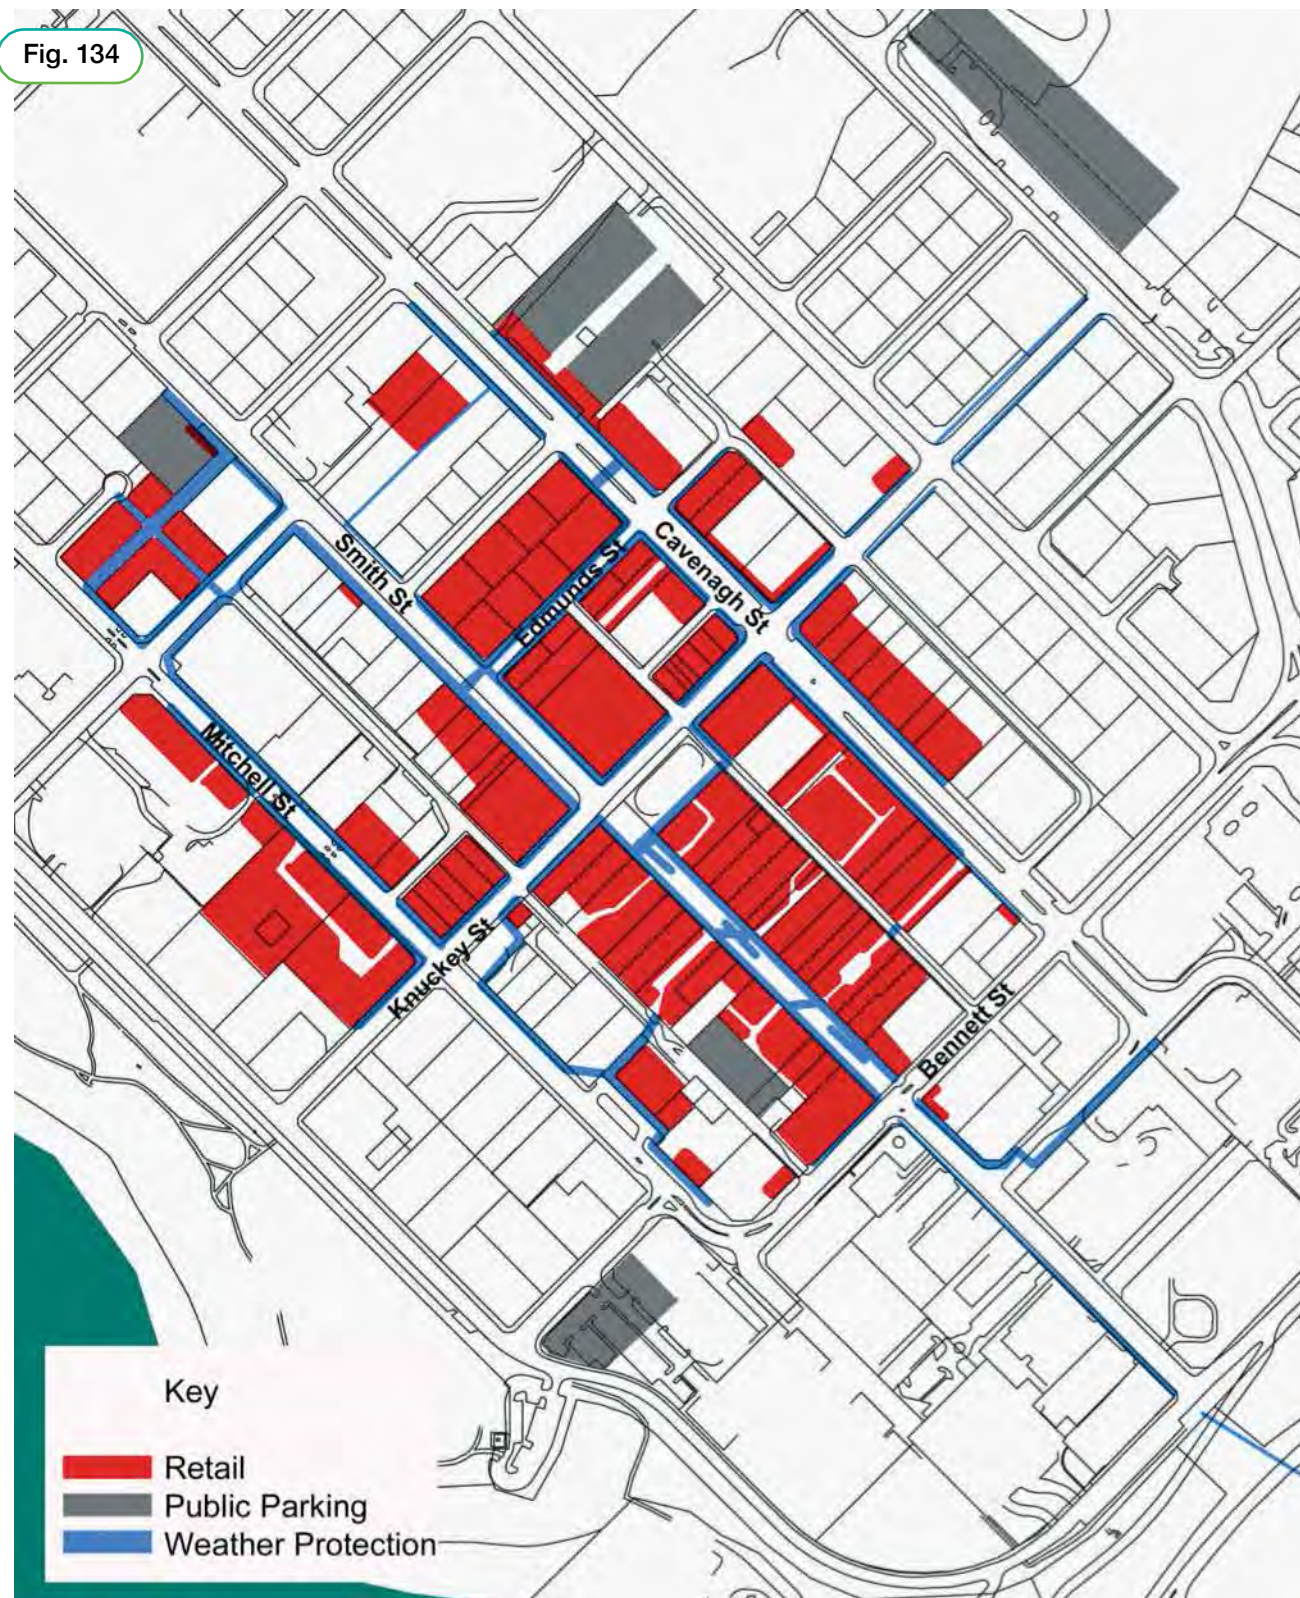 Fig. 134
Cavenagh St
Smith St
Edmunds St
Mitchell St
Knuckey St
Bennett St
Key
Retail
Public Parking
Weather Protection